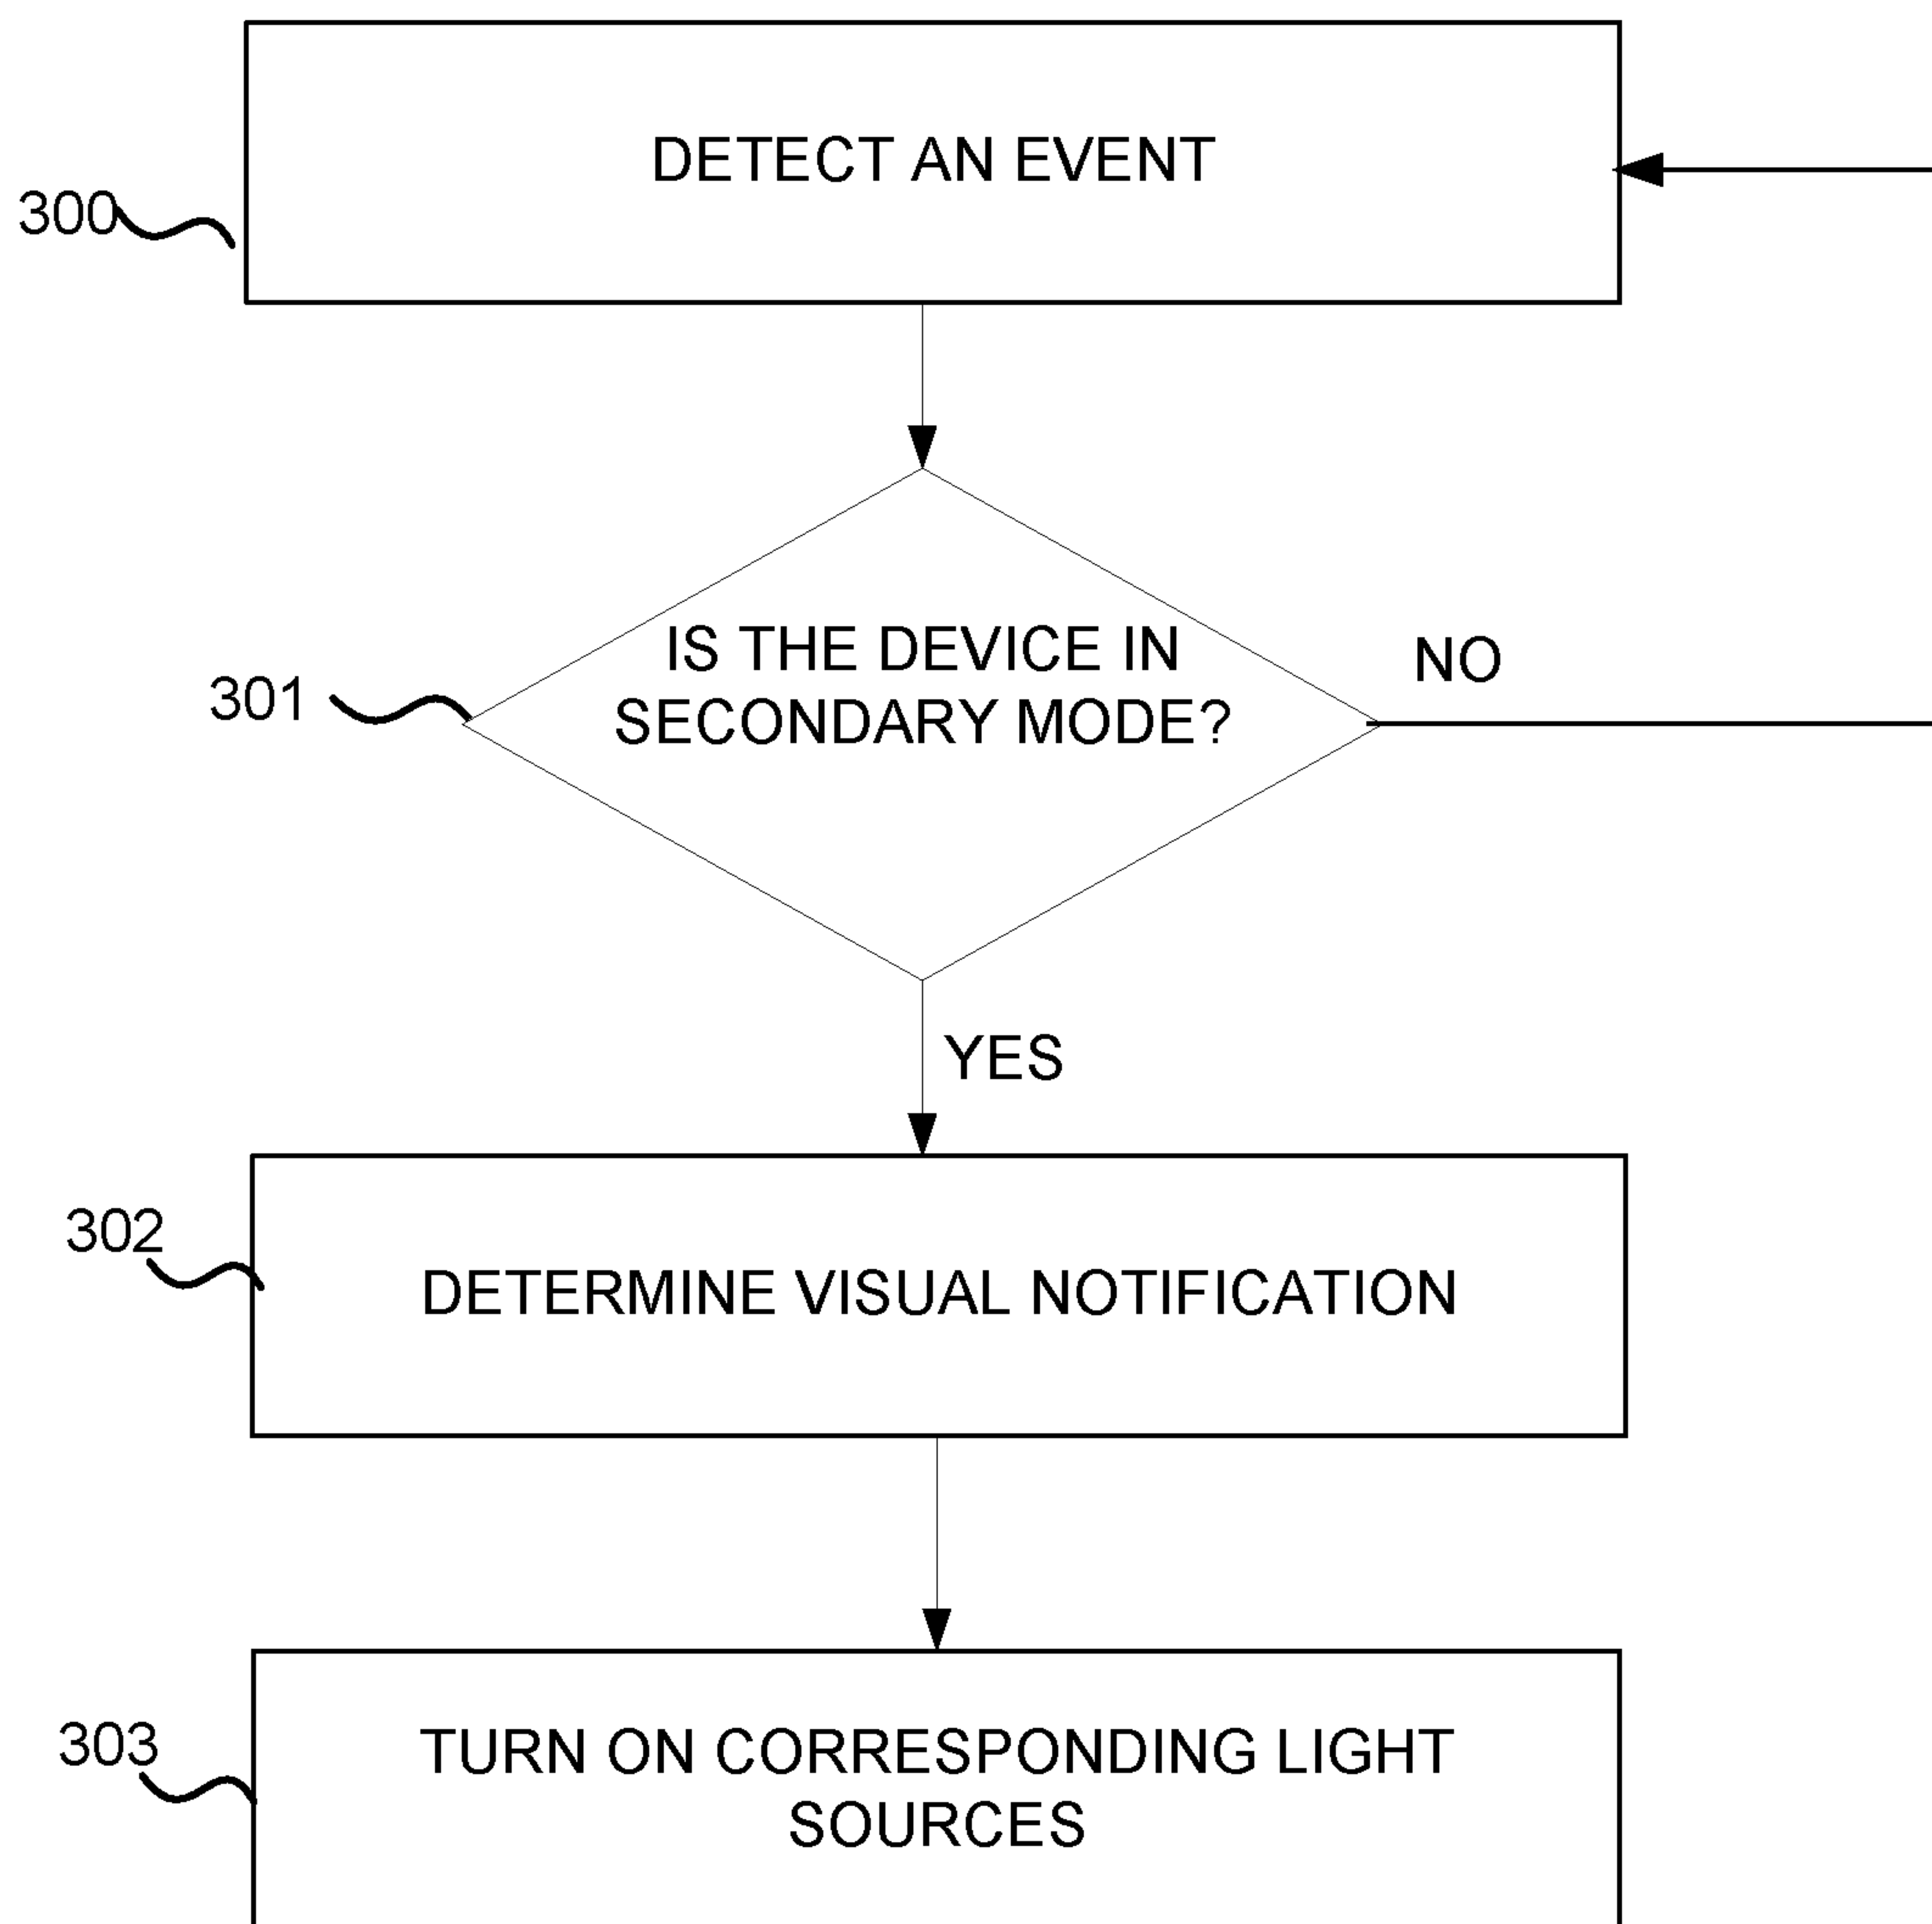 DETECT AN EVENT
300
IS THE DEVICE IN
SECONDARY MODE?
NO
301
YES
302
DETERMINE VISUAL NOTIFICATION
303
TURN ON CORRESPONDING LIGHT
SOURCES